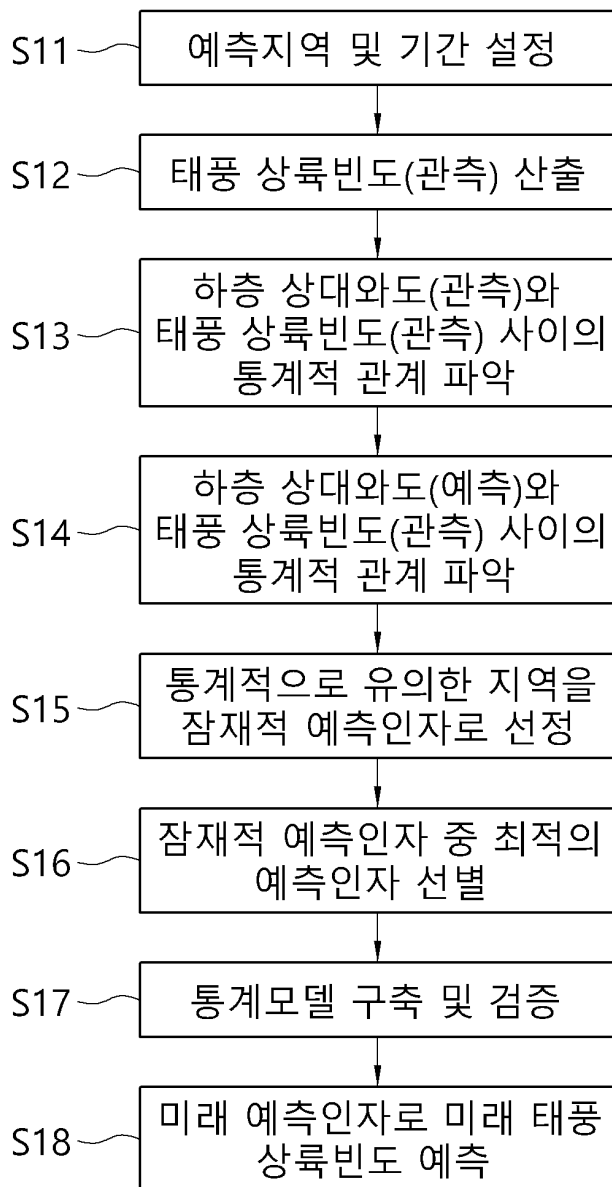 S11
예측지역 및 기간 설정
S12
태풍 상륙빈도(관측) 산출
S13
하층 상대와도(관측)와
태풍 상륙빈도(관측) 사이의
통계적 관계 파악
S14
하층 상대와도(예측)와
태풍 상륙빈도(관측) 사이의
통계적 관계 파악
S15
통계적으로 유의한 지역을
잠재적 예측인자로 선정
S16
잠재적 예측인자 중 최적의
예측인자 선별
S17
통계모델 구축 및 검증
S18
미래 예측인자로 미래 태풍
상륙빈도 예측